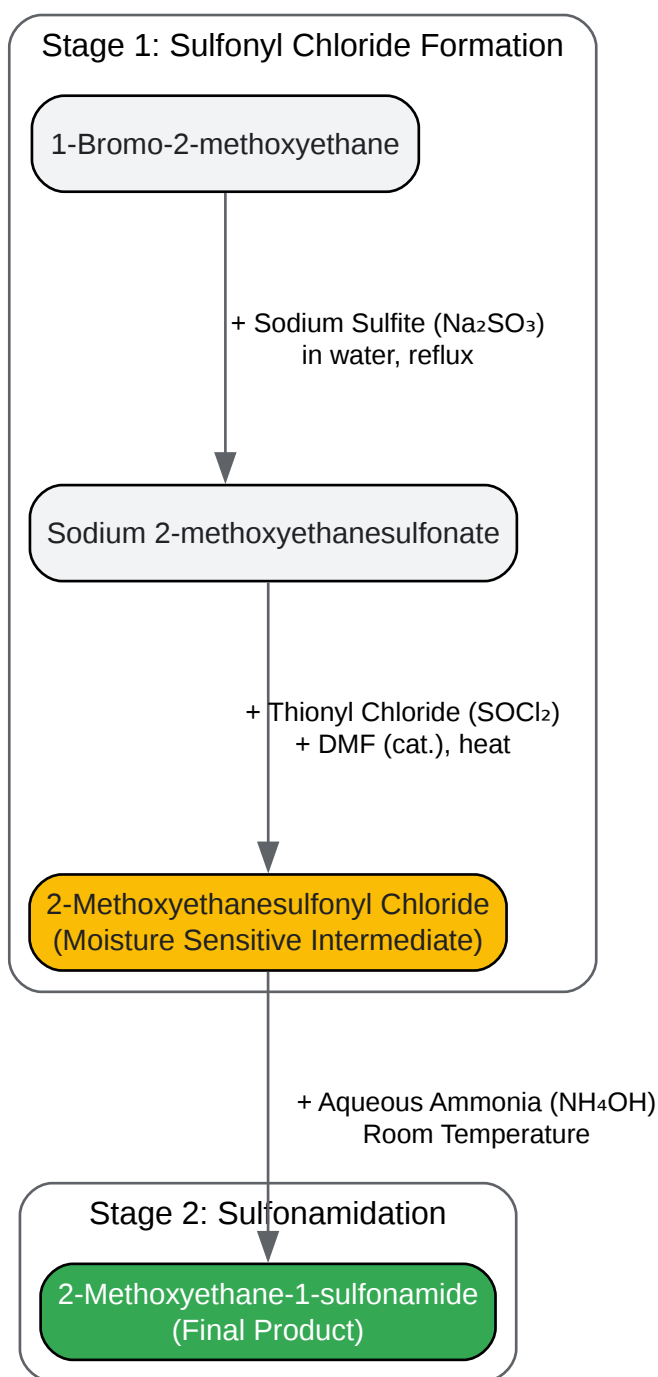 Stage 1: Sulfonyl Chloride Formation
1-Bromo-2-methoxyethane
+ Sodium Sulfite (Na₂SO₃)
in water, reflux
Sodium 2-methoxyethanesulfonate
+ Thionyl Chloride (SOCl₂)
+ DMF (cat.), heat
2-Methoxyethanesulfonyl Chloride
(Moisture Sensitive Intermediate)
+ Aqueous Ammonia (NH₄OH)
Room Temperature
Stage 2: Sulfonamidation
2-Methoxyethane-1-sulfonamide
(Final Product)